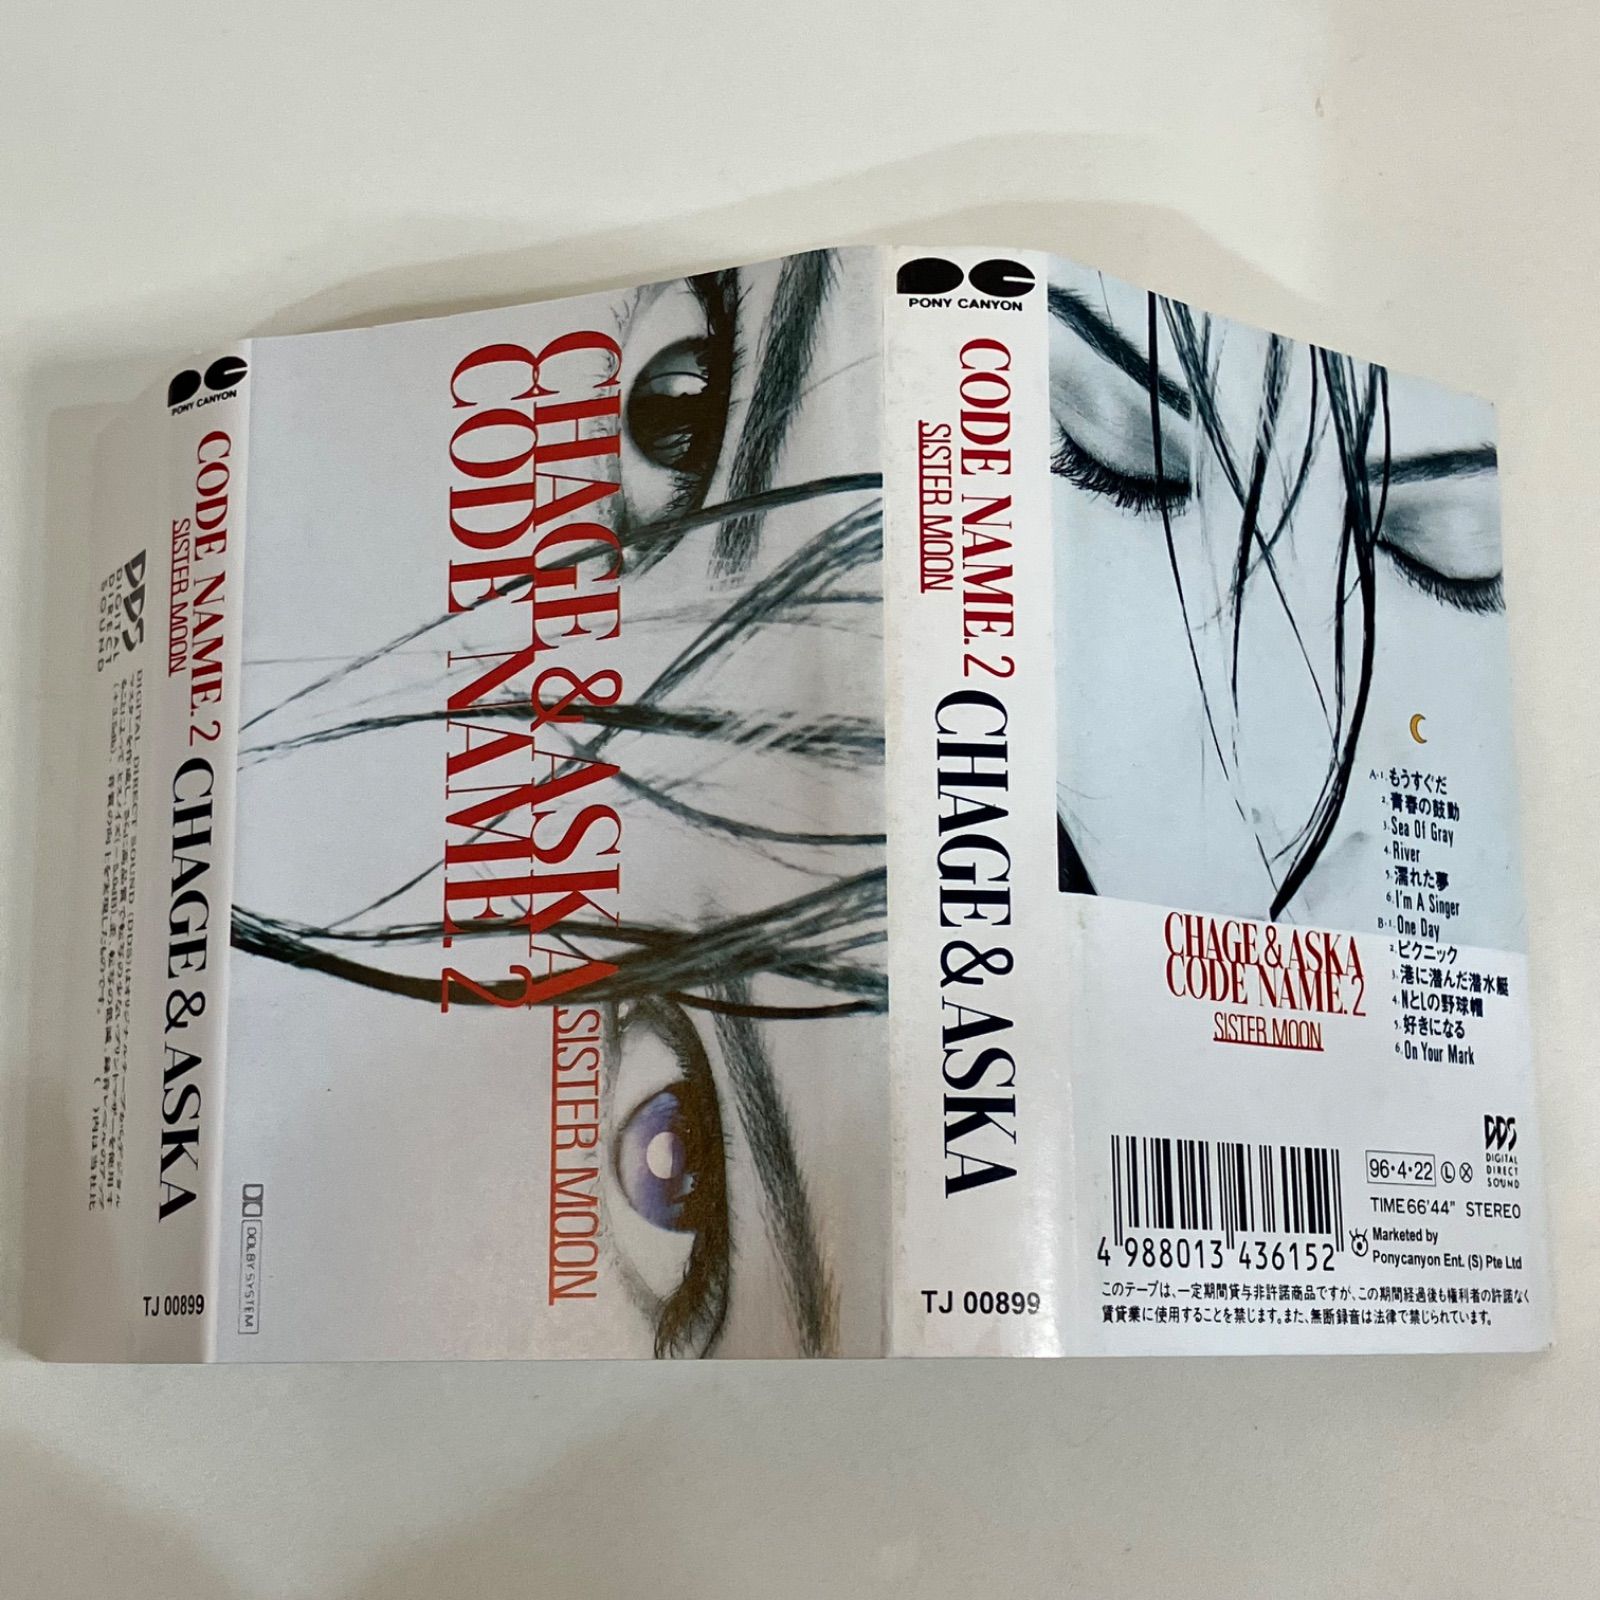 PONY CANYON
CODE NAME. 2
SISTER MOON
CHAGE & ASKA
TJ 00899
DDS
DIGITAL
DIRECT
SOUND
CHAGE & ASKA
CODE NAME. 2
SISTER MOON
DOLBY SYSTEM
PONY CANYON
CODE NAME. 2
SISTER MOON
CHAGE & ASKA
TJ 00899
A-1.もうすぐだ
2.青春の鼓動
3.Sea Of Gray
4.River
5.濡れた夢
6.I'm A Singer
B-1.One Day
2.ピクニック
3.港に潜んだ潜水艇
4.NとLの野球帽
5.好きになる
6.On Your Mark
CHAGE & ASKA
CODE NAME. 2
SISTER MOON
DDS
DIGITAL
DIRECT
SOUND
96・4・22 Ⓛ Ⓧ
TIME 66'44" STEREO
Marketed by
Ponycanyon Ent. (S) Pte Ltd
4 988013 436152
このテープは、一定期間貸与非許諾商品ですが、この期間経過後も権利者の許諾なく
賃貸業に使用することを禁じます。また、無断録音は法律で禁じられています。